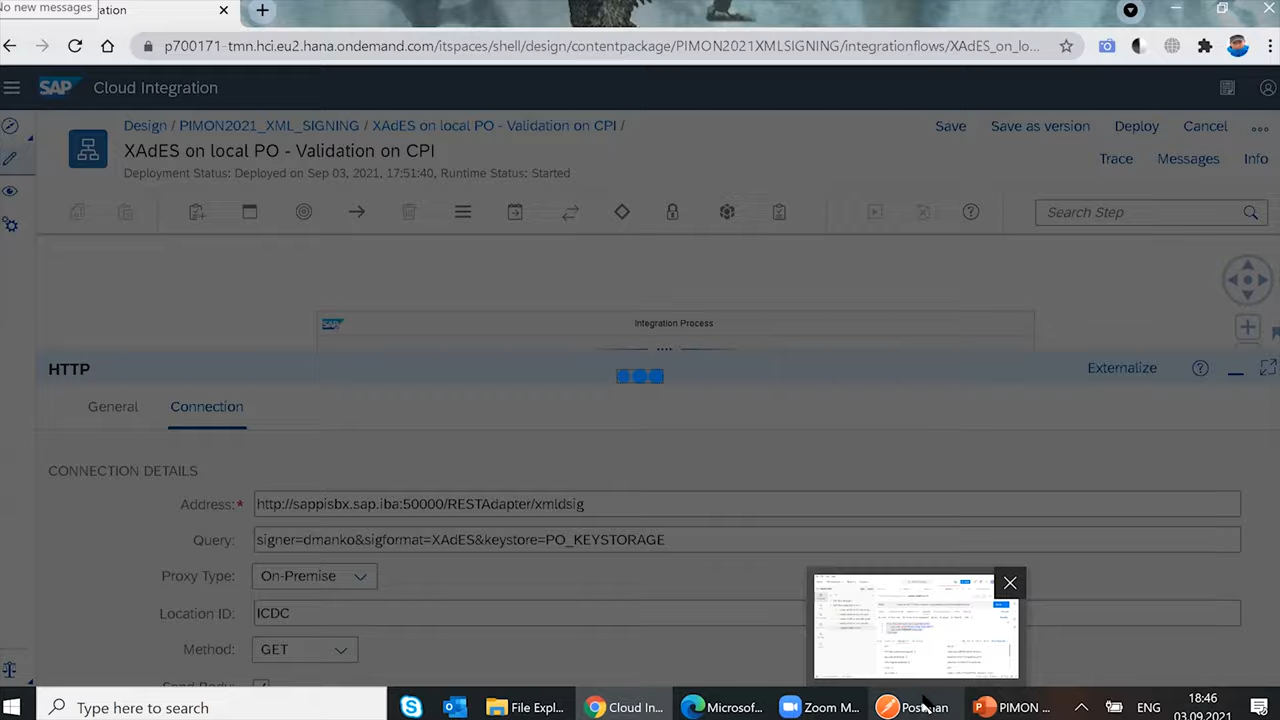 No new messages
ation
p700171-tmn.hci.eu2.hana.ondemand.com/itspaces/shell/design/contentpackage/PIMON2021XMLSIGNING/integrationflows/XAdES_on_lo...
SAP Cloud Integration
Design / PIMON2021_XML_SIGNING / XAdES on local PO - Validation on CPI /
Save Save as version Deploy Cancel
XAdES on local PO - Validation on CPI
Trace Messages Info
Deployment Status: Deployed on Sep 03, 2021, 17:51:40, Runtime Status: Started
Search Step
SAP Integration Process
HTTP Externalize
General Connection
CONNECTION DETAILS
Address:* http://sappisbx.sap.iba:50000/RESTAdapter/xmldsig
Query: signer=dmanko&sigformat=XAdES&keystore=PO_KEYSTORAGE
Proxy Type: On-Premise
Type here to search
File Expl...
Cloud In...
Microsof...
Zoom M...
Postman
PIMON ...
ENG
18:46
03.09.2021